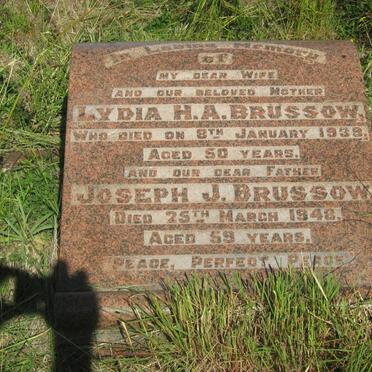 In Loving Memory
of
my dear Wife
and our beloved Mother
Lydia H.A. Brussow,
Who died on 8th January 1939,
Aged 50 years.
and our dear Father
Joseph J. Brussow
Died 25th March 1948,
Aged 59 years.
Peace, Perfect Peace